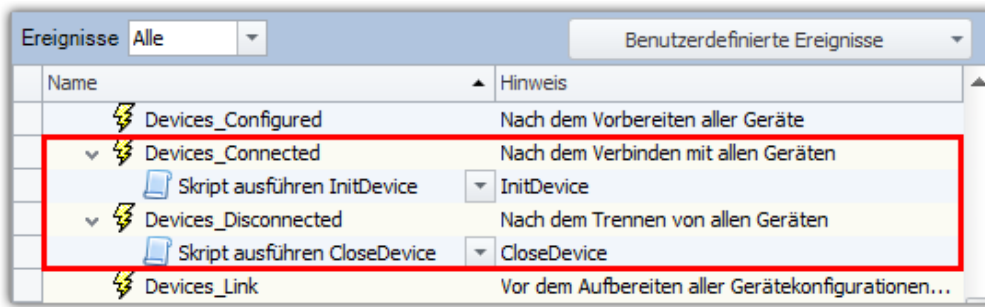 Ereignisse Alle Benutzerdefinierte Ereignisse
Name Hinweis
Devices_Configured Nach dem Vorbereiten aller Geräte
Devices_Connected Nach dem Verbinden mit allen Geräten
Skript ausführen InitDevice InitDevice
Devices_Disconnected Nach dem Trennen von allen Geräten
Skript ausführen CloseDevice CloseDevice
Devices_Link Vor dem Aufbereiten aller Gerätekonfigurationen...